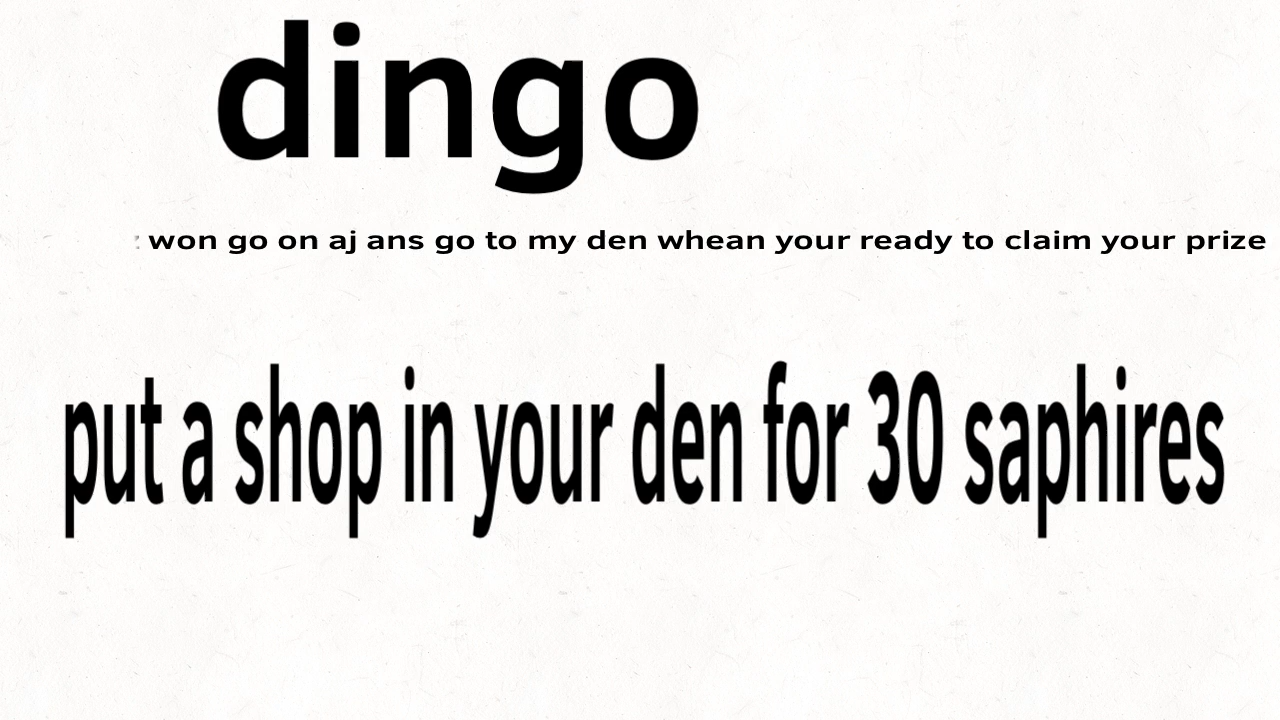 dingo
won go on aj ans go to my den whean your ready to claim your prize
put a shop in your den for 30 saphires